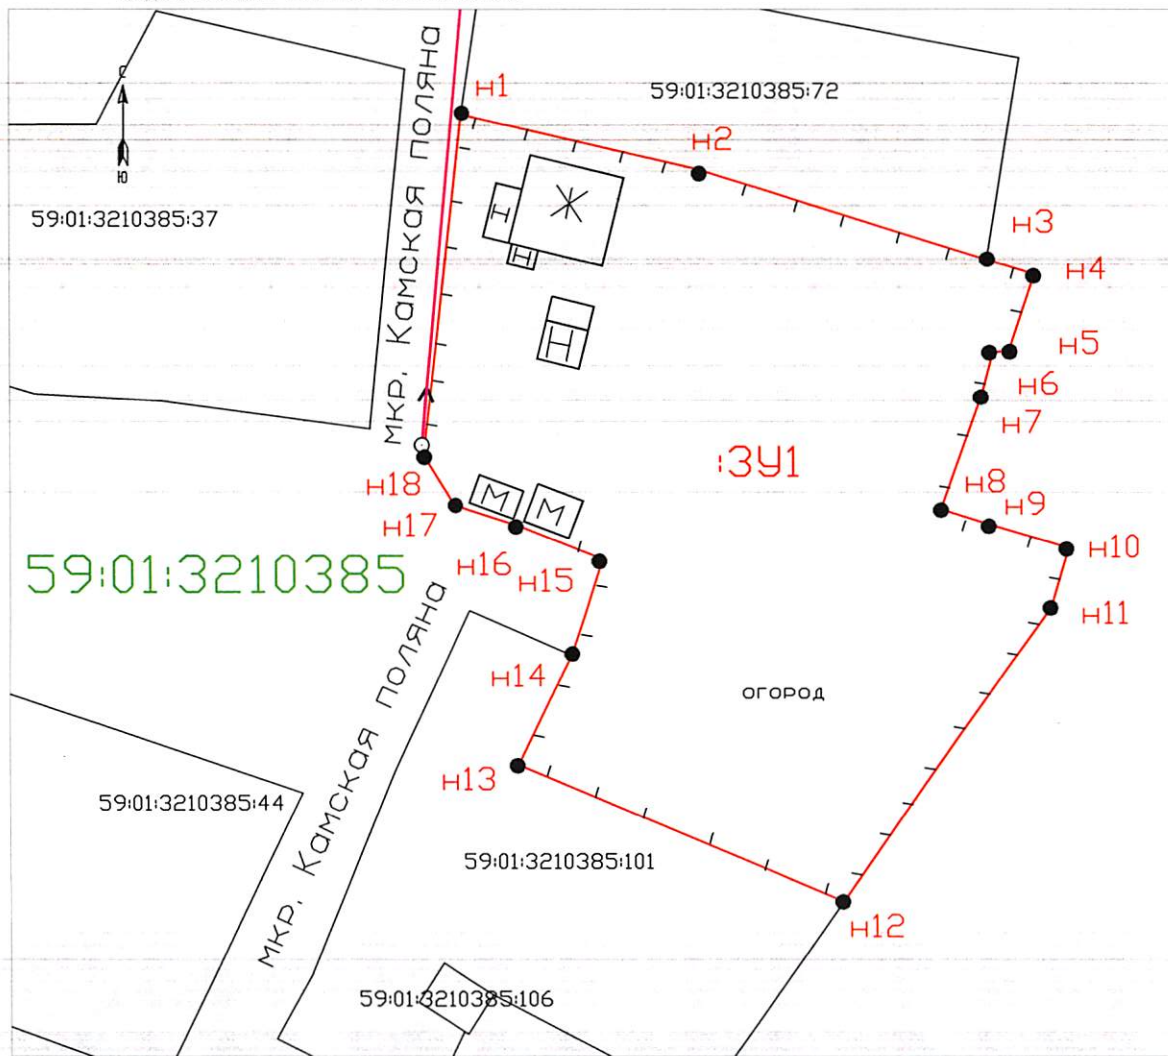 С
Ю
59:01:3210385:37
мкр. Камская поляна
н1
59:01:3210385:72
н2
н3
н4
н5
н6
н7
Ж
Н
Н
Н
:ЗУ1
н8
н9
н10
н11
н18
н17
М
М
н16
н15
59:01:3210385
н14
огород
н13
мкр. Камская поляна
59:01:3210385:44
59:01:3210385:101
н12
59:01:3210385:106